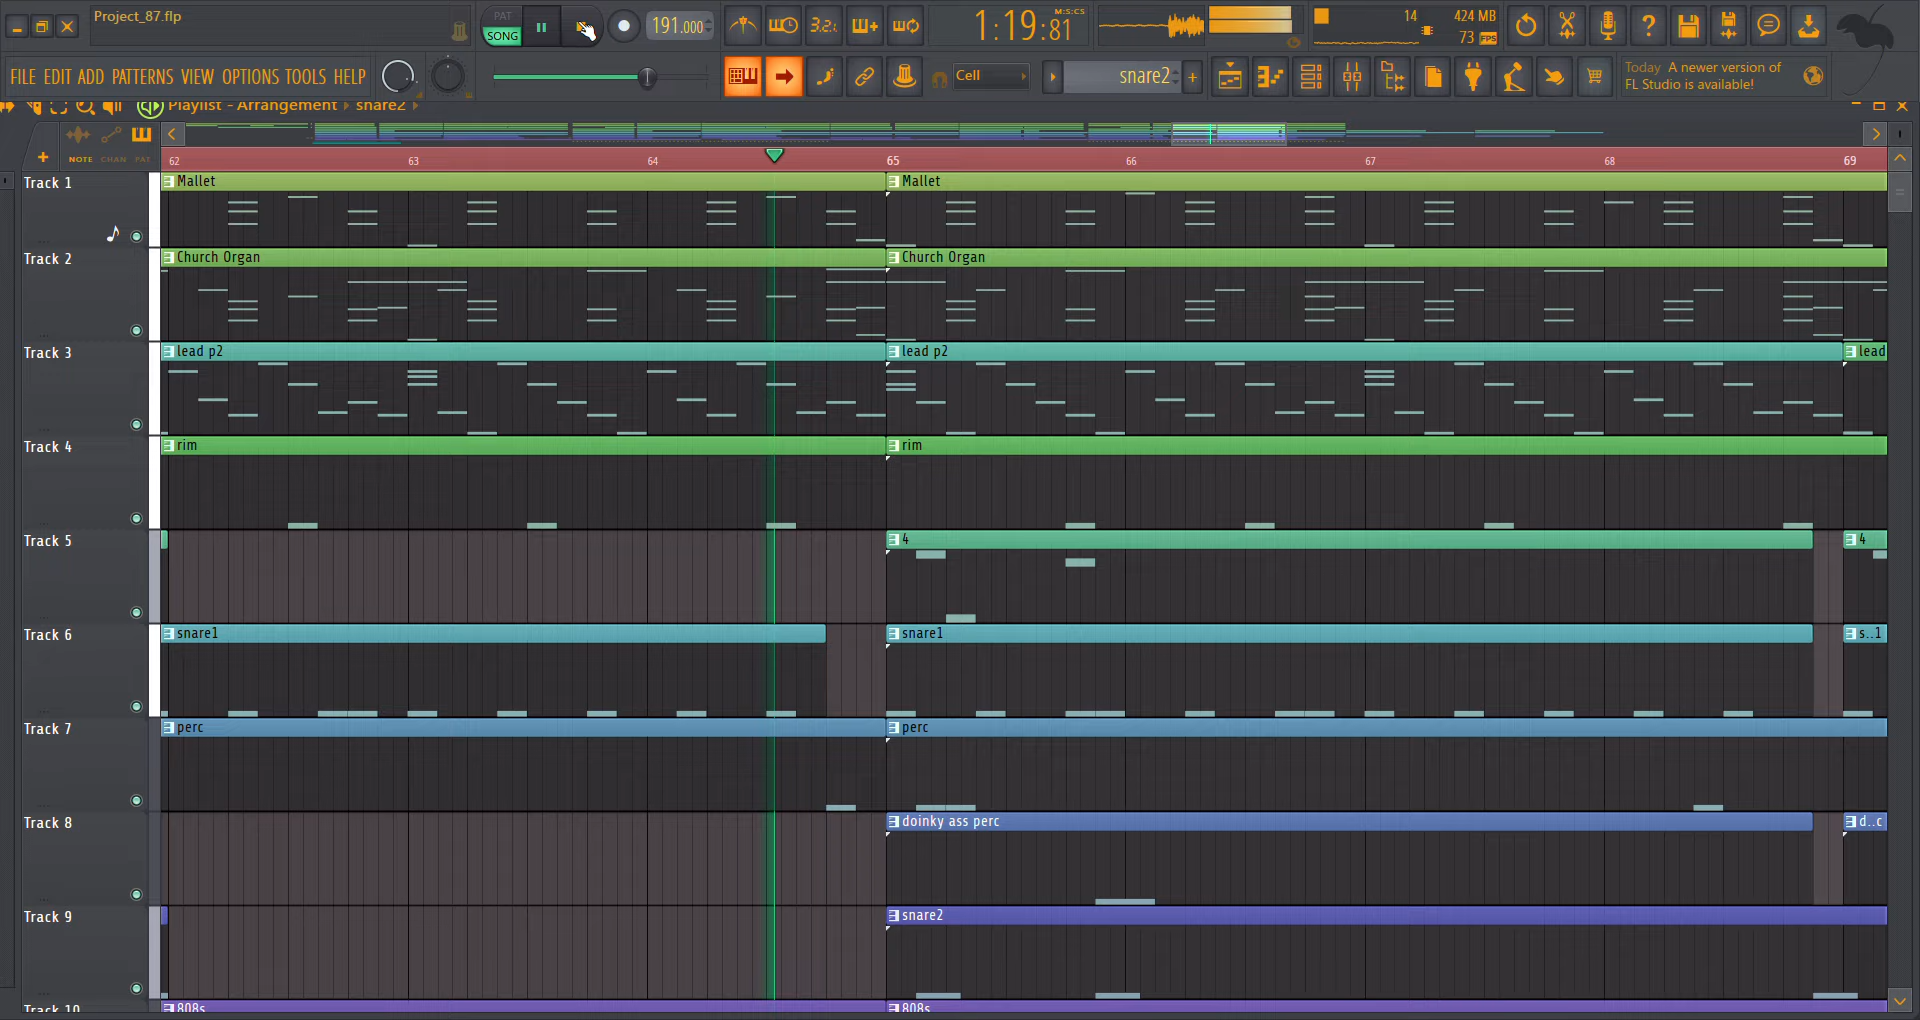 Project_87.flp
PAT
SONG
191.000
3.2.
1:19:81
M:S:CS
14
424 MB
73 FPS
FILE EDIT ADD PATTERNS VIEW OPTIONS TOOLS HELP
Cell
snare2
Today A newer version of
FL Studio is available!
Playlist - Arrangement snare2
NOTE CHAN PAT
62 63 64 65 66 67 68 69
Track 1
Mallet
Mallet
Track 2
Church Organ
Church Organ
Track 3
lead p2
lead p2
lead
Track 4
rim
rim
Track 5
4
4
Track 6
snare1
snare1
s..1
Track 7
perc
perc
Track 8
doinky ass perc
d..c
Track 9
snare2
Track 10
808s
808s